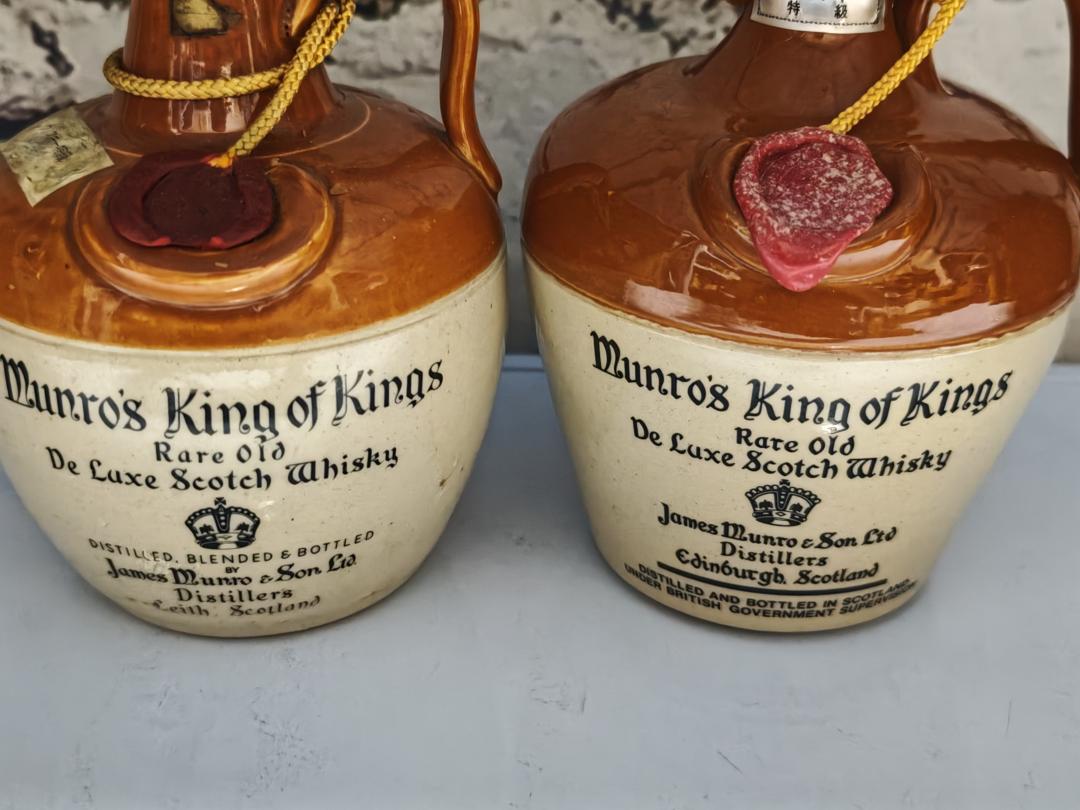 Munro's King of Kings
Rare Old
De Luxe Scotch Whisky
DISTILLED, BLENDED & BOTTLED
BY
James Munro & Son Ltd.
Distillers
Leith, Scotland
特 級
Munro's King of Kings
Rare Old
De Luxe Scotch Whisky
James Munro & Son Ltd
Distillers
Edinburgh, Scotland
DISTILLED AND BOTTLED IN SCOTLAND
UNDER BRITISH GOVERNMENT SUPERVISION